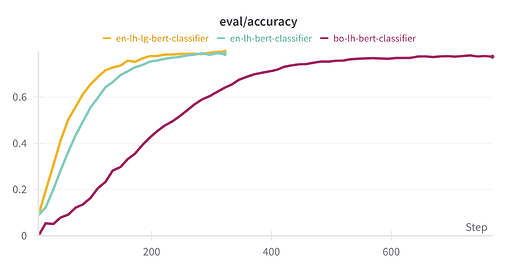 eval/accuracy
en-lh-lg-bert-classifier en-lh-bert-classifier bo-lh-bert-classifier
0.6
0.4
0.2
0
Step
200 400 600